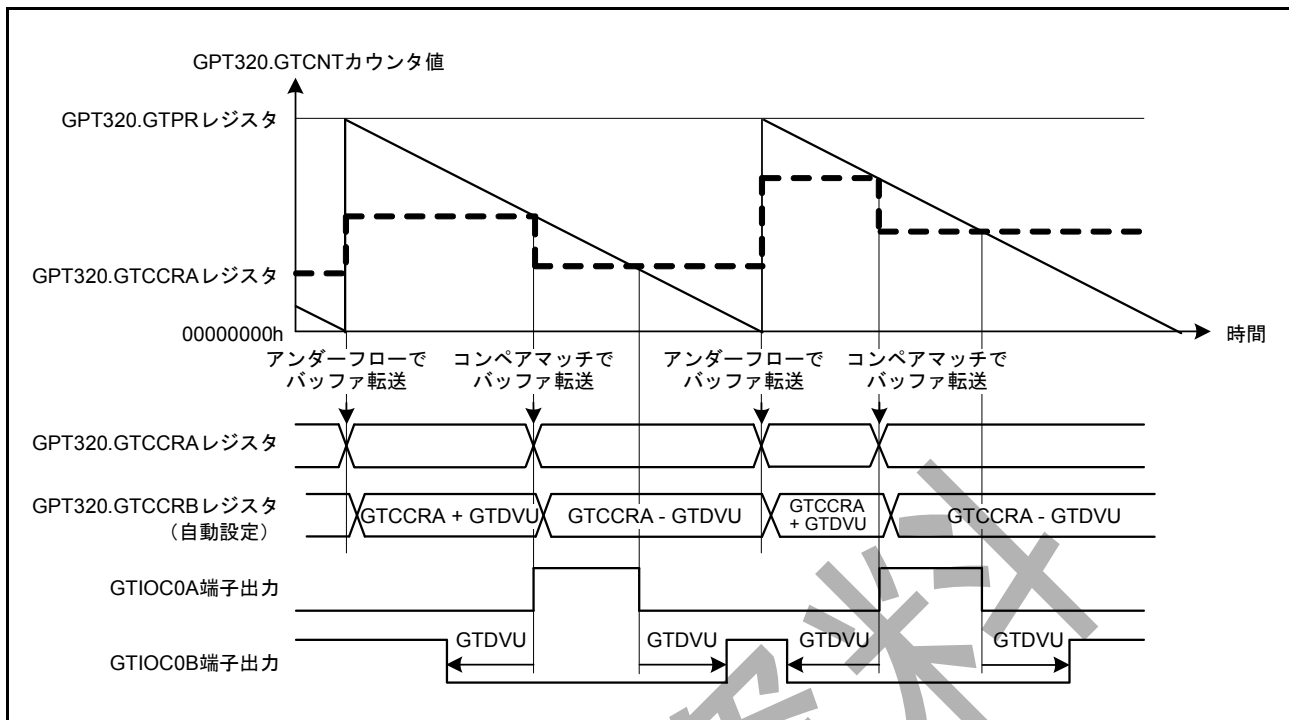 GPT320.GTCNTカウンタ値
GPT320.GTPRレジスタ
GPT320.GTCCRAレジスタ
00000000h
時間
アンダーフローで
バッファ転送
コンペアマッチで
バッファ転送
アンダーフローで
バッファ転送
コンペアマッチで
バッファ転送
GPT320.GTCCRAレジスタ
GPT320.GTCCRBレジスタ
（自動設定）
GTCCRA + GTDVU
GTCCRA - GTDVU
GTCCRA
+ GTDVU
GTCCRA - GTDVU
GTIOC0A端子出力
GTIOC0B端子出力
GTDVU
GTDVU
GTDVU
GTDVU